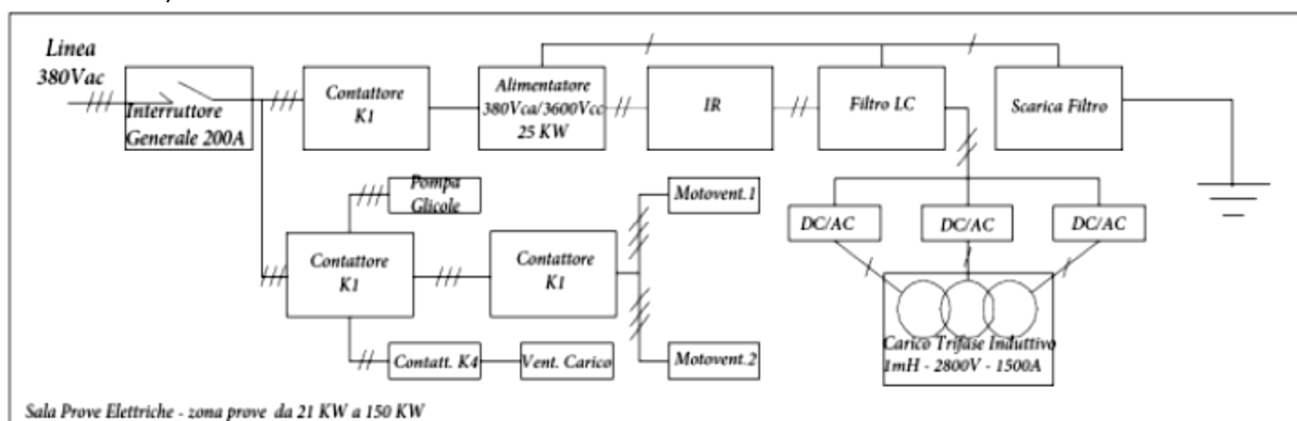 Linea
380Vac
Interruttore
Generale 200A
Contattore
K1
Alimentatore
380Vca/3600Vcc
25 KW
IR
Filtro LC
Scarica Filtro
Pompa
Glicole
Motovent.1
DC/AC
DC/AC
DC/AC
Contattore
K1
Contattore
K1
Carico Trifase Induttivo
1mH - 2800V - 1500A
Contatt. K4
Vent. Carico
Motovent.2
Sala Prove Elettriche - zona prove da 21 KW a 150 KW